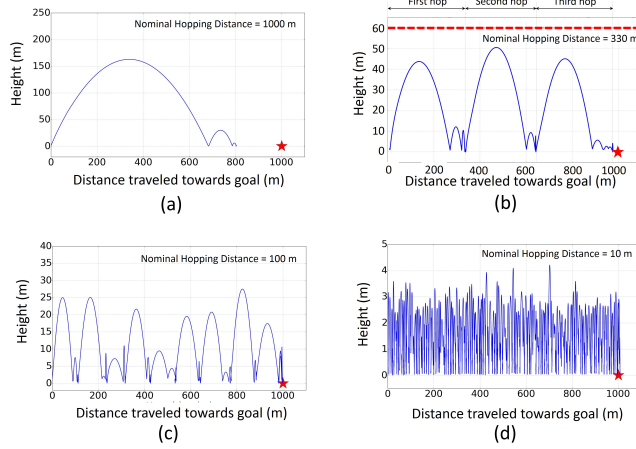 Nominal Hopping Distance = 1000 m
250
200
150
100
50
0
Height (m)
0 200 400 600 800 1000
Distance traveled towards goal (m)
(a)
First hop Second hop Third hop
Nominal Hopping Distance = 330 m
60
50
40
30
20
10
0
Height (m)
0 200 400 600 800 1000
Distance traveled towards goal (m)
(b)
Nominal Hopping Distance = 100 m
40
35
30
25
20
15
10
5
0
Height (m)
0 200 400 600 800 1000
Distance traveled towards goal (m)
(c)
Nominal Hopping Distance = 10 m
5
4
3
2
1
0
Height (m)
0 200 400 600 800 1000
Distance traveled towards goal (m)
(d)